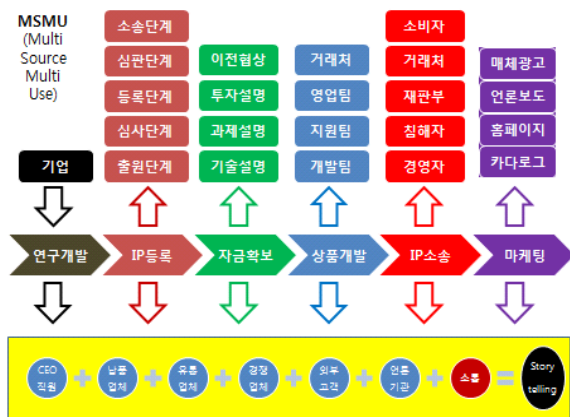 MSMU
(Multi
Source
Multi
Use)
소송단계
소비자
심판단계
이전협상
거래처
거래처
매체광고
등록단계
투자설명
영업팀
재판부
언론보도
심사단계
과제설명
지원팀
침해자
홈페이지
기업
출원단계
기술설명
개발팀
경영자
카다로그
연구개발
IP등록
자금확보
상품개발
IP소송
마케팅
CEO
직원
+
납품
업체
+
유통
업체
+
경쟁
업체
+
외부
고객
+
언론
기관
+
소통
=
Story
telling